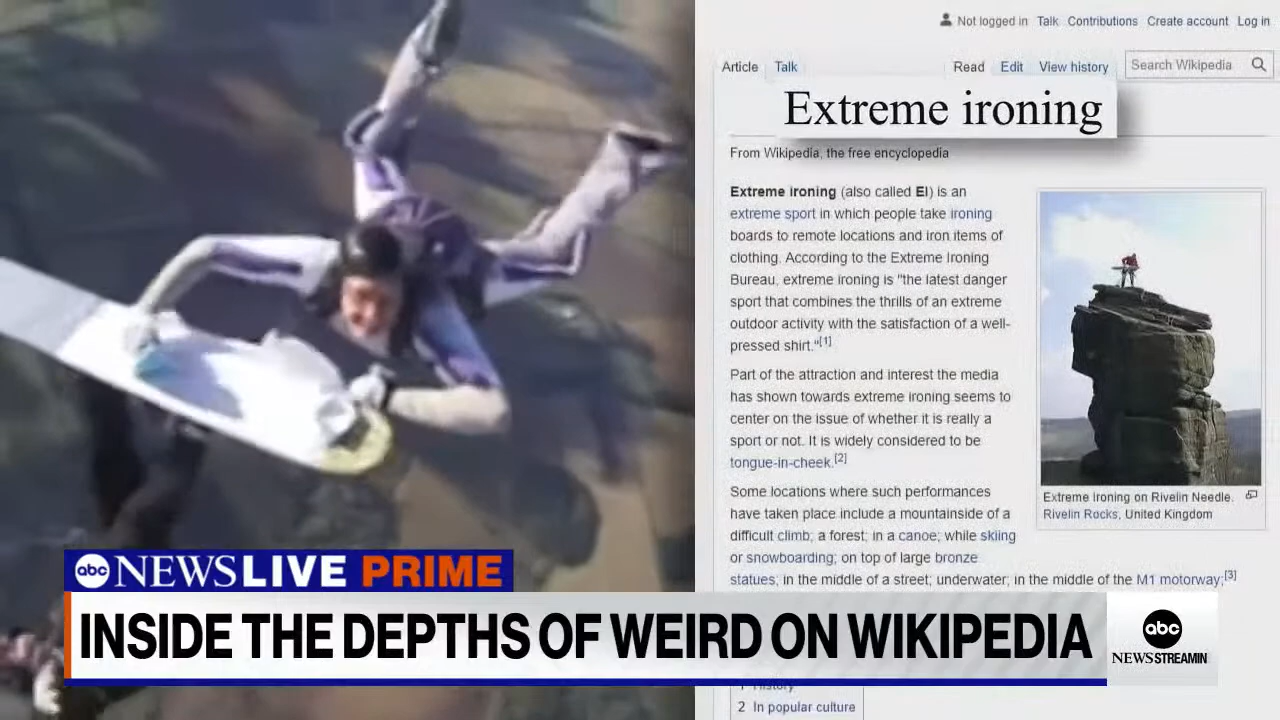 Not logged in Talk Contributions Create account Log in
Article Talk Read Edit View history Search Wikipedia
Extreme ironing
From Wikipedia, the free encyclopedia
Extreme ironing (also called EI) is an
extreme sport in which people take ironing
boards to remote locations and iron items of
clothing. According to the Extreme Ironing
Bureau, extreme ironing is "the latest danger
sport that combines the thrills of an extreme
outdoor activity with the satisfaction of a well-
pressed shirt."[1]
Part of the attraction and interest the media
has shown towards extreme ironing seems to
center on the issue of whether it is really a
sport or not. It is widely considered to be
tongue-in-cheek.[2]
Some locations where such performances
have taken place include a mountainside of a
difficult climb; a forest; in a canoe; while skiing
or snowboarding; on top of large bronze
statues; in the middle of a street; underwater; in the middle of the M1 motorway;[3]
Extreme Ironing on Rivelin Needle.
Rivelin Rocks, United Kingdom
abc NEWS LIVE PRIME
INSIDE THE DEPTHS OF WEIRD ON WIKIPEDIA
abc
NEWS STREAMIN
1 History
2 In popular culture